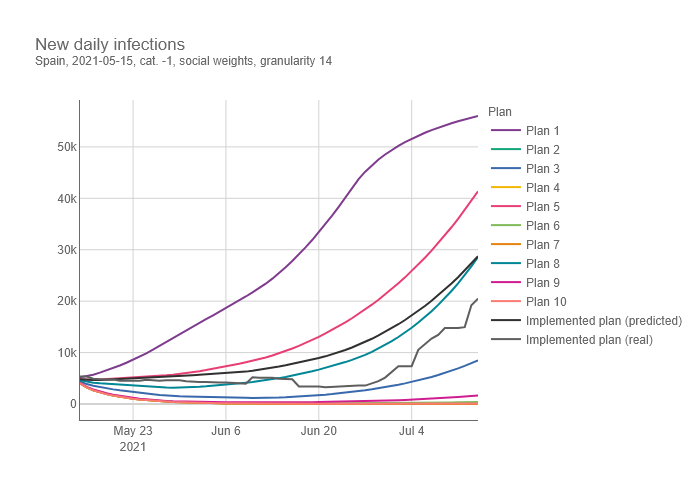 New daily infections
Spain, 2021-05-15, cat. -1, social weights, granularity 14
Plan
50k
40k
30k
20k
10k
0
May 23
2021
Jun 6
Jun 20
Jul 4
Plan 1
Plan 2
Plan 3
Plan 4
Plan 5
Plan 6
Plan 7
Plan 8
Plan 9
Plan 10
Implemented plan (predicted)
Implemented plan (real)